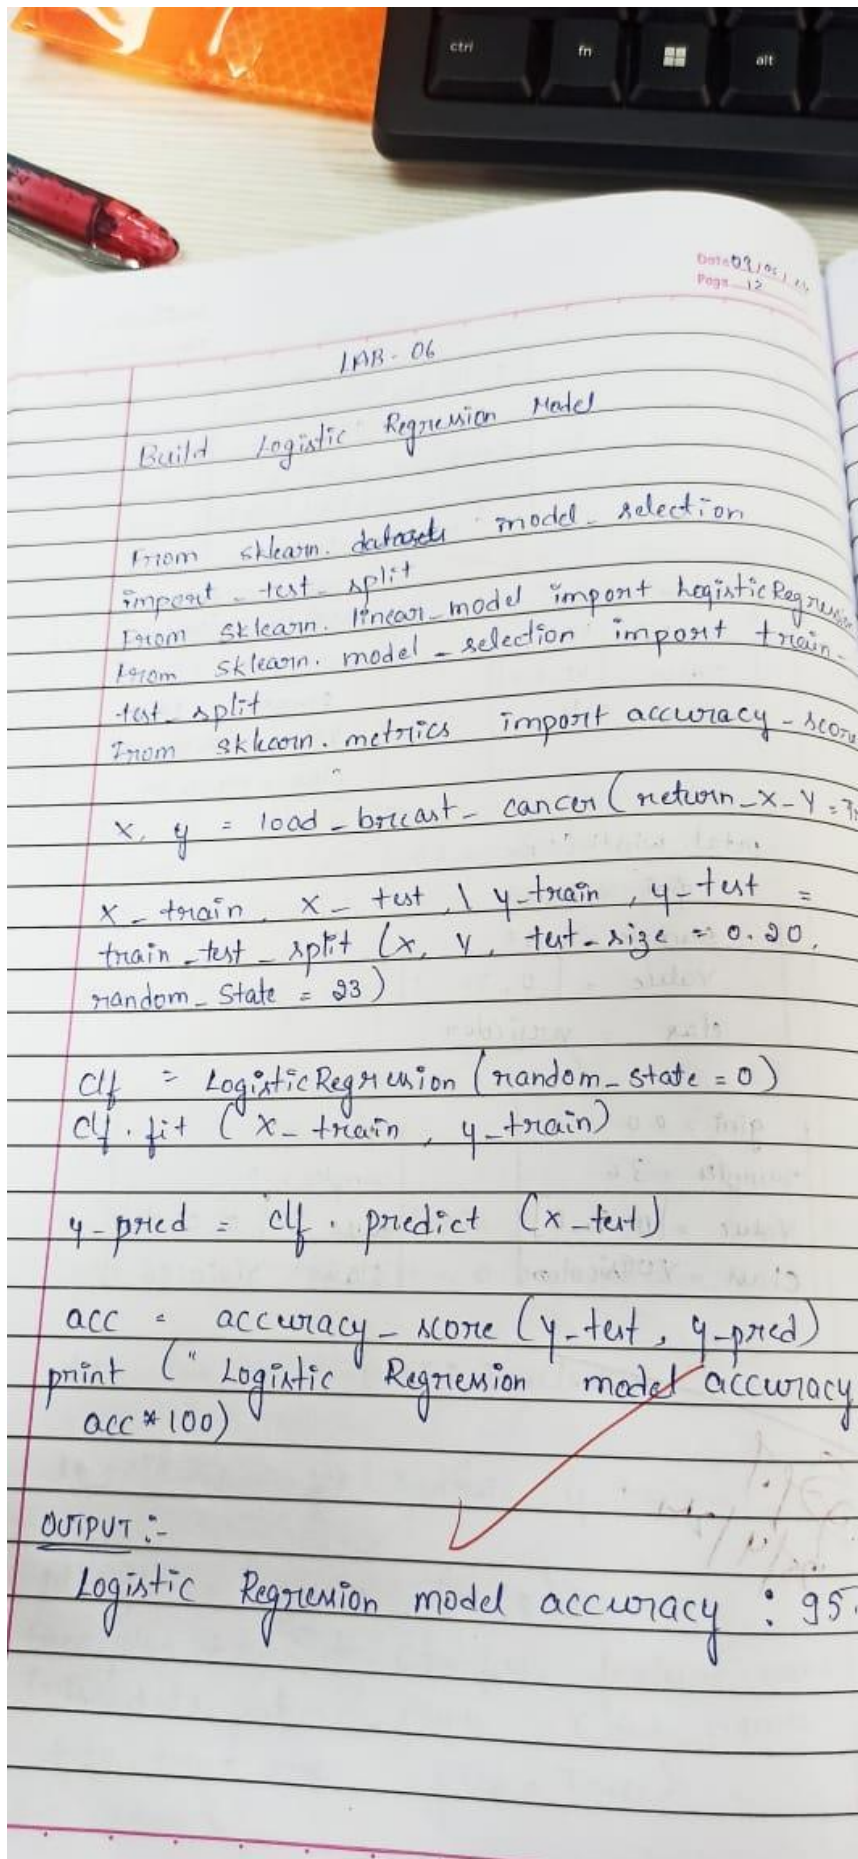 ctrl fn alt
Date 09/05/
Page 12
LAB - 06
Build Logistic Regression Model
From sklearn. datasets model_selection
import - test_split
From sklearn. linear_model import LogisticRegression
From sklearn. model_selection import train_
test_split
From sklearn. metrics import accuracy_score
X, y = load_breast_cancer(return_X_Y =
X_train, X_test, \ y_train, y_test =
train_test_split (X, Y, test_size = 0.20,
random_state = 23)
clf = LogisticRegression (random_state = 0)
clf. fit (X_train, y_train)
y_pred = clf. predict (X_test)
acc = accuracy_score (y_test, y_pred)
print (" Logistic Regression model accuracy
acc * 100)
OUTPUT :-
Logistic Regression model accuracy : 95.